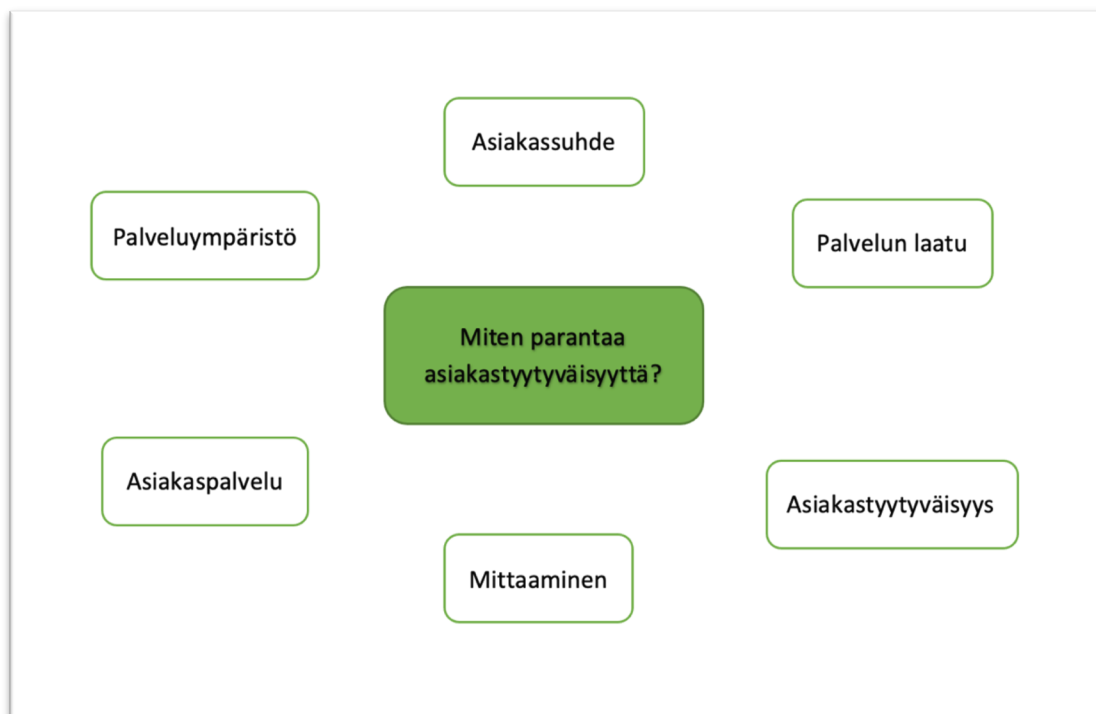 Asiakassuhde
Palveluympäristö
Palvelun laatu
Miten parantaa
asiakastyytyväisyyttä?
Asiakaspalvelu
Asiakastyytyväisyys
Mittaaminen